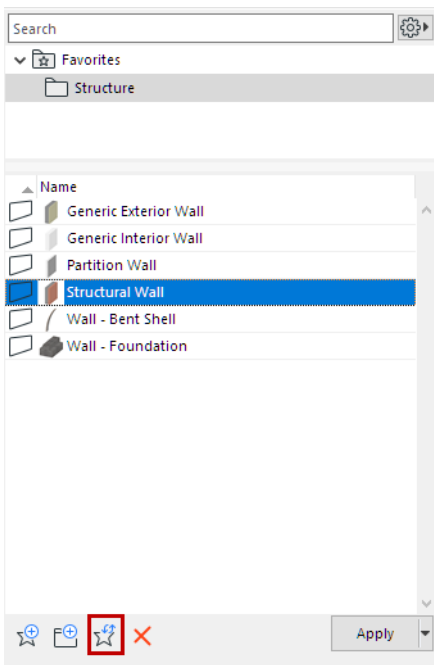 Search
Favorites
Structure
Name
Generic Exterior Wall
Generic Interior Wall
Partition Wall
Structural Wall
Wall - Bent Shell
Wall - Foundation
Apply